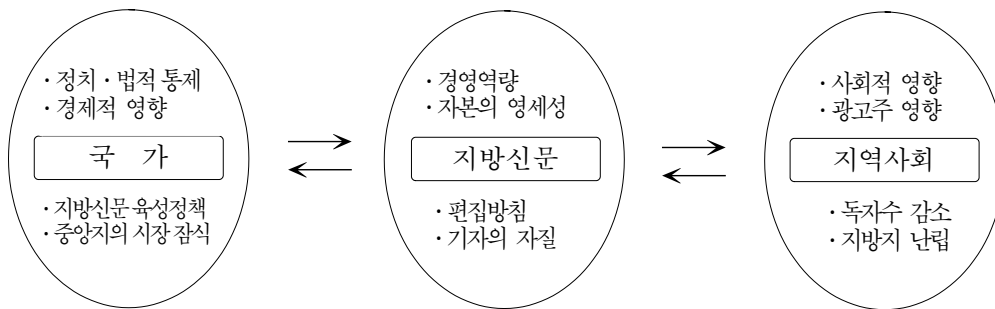 · 정치 · 법적 통제
· 경제적 영향
국 가
· 지방신문 육성정책
· 중앙지의 시장 잠식
· 경영역량
· 자본의 영세성
지방신문
· 편집방침
· 기자의 자질
· 사회적 영향
· 광고주 영향
지역사회
· 독자수 감소
· 지방지 난립